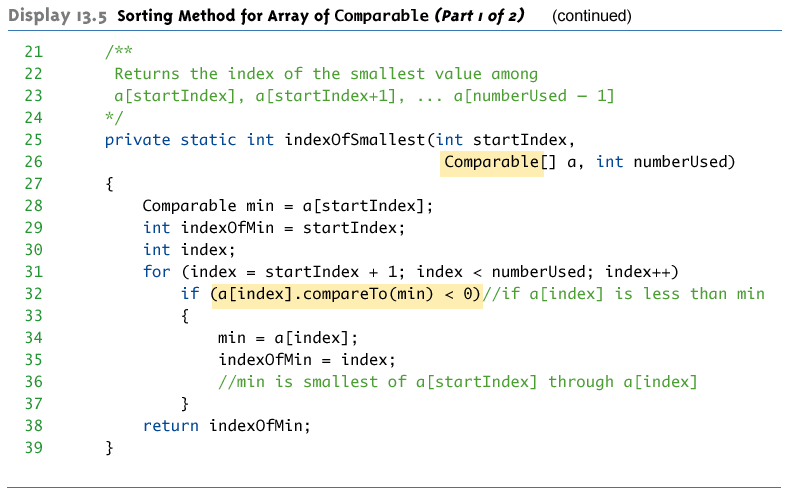 Display 13.5 Sorting Method for Array of Comparable (Part 1 of 2) (continued)
21 /**
22 Returns the index of the smallest value among
23 a[startIndex], a[startIndex+1], ... a[numberUsed – 1]
24 */
25 private static int indexOfSmallest(int startIndex,
26 Comparable[] a, int numberUsed)
27 {
28 Comparable min = a[startIndex];
29 int indexOfMin = startIndex;
30 int index;
31 for (index = startIndex + 1; index < numberUsed; index++)
32 if (a[index].compareTo(min) < 0)//if a[index] is less than min
33 {
34 min = a[index];
35 indexOfMin = index;
36 //min is smallest of a[startIndex] through a[index]
37 }
38 return indexOfMin;
39 }